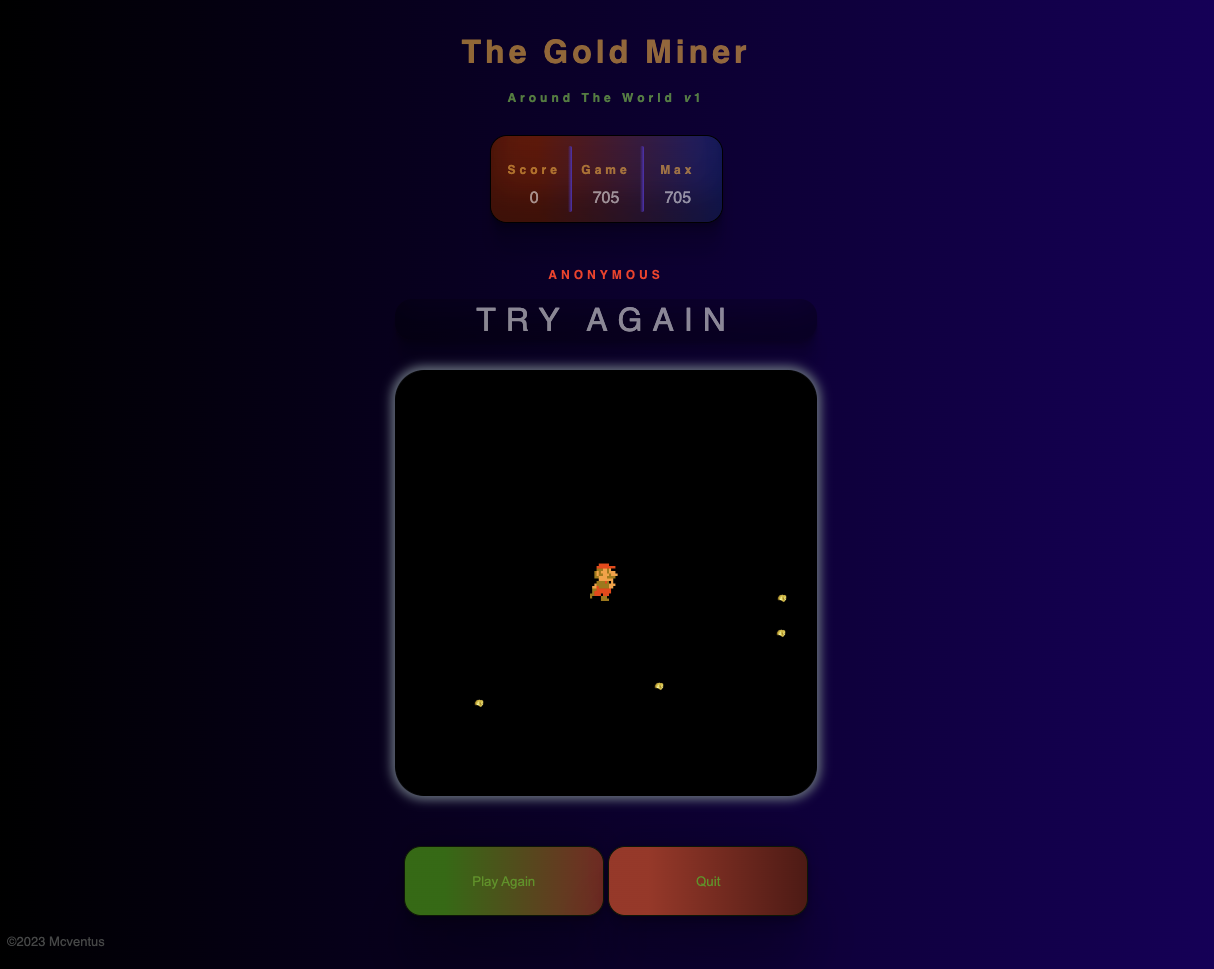 The Gold Miner
Around The World v1
Score Game Max
0 705 705
ANONYMOUS
TRY AGAIN
Play Again Quit
©2023 Mcventus